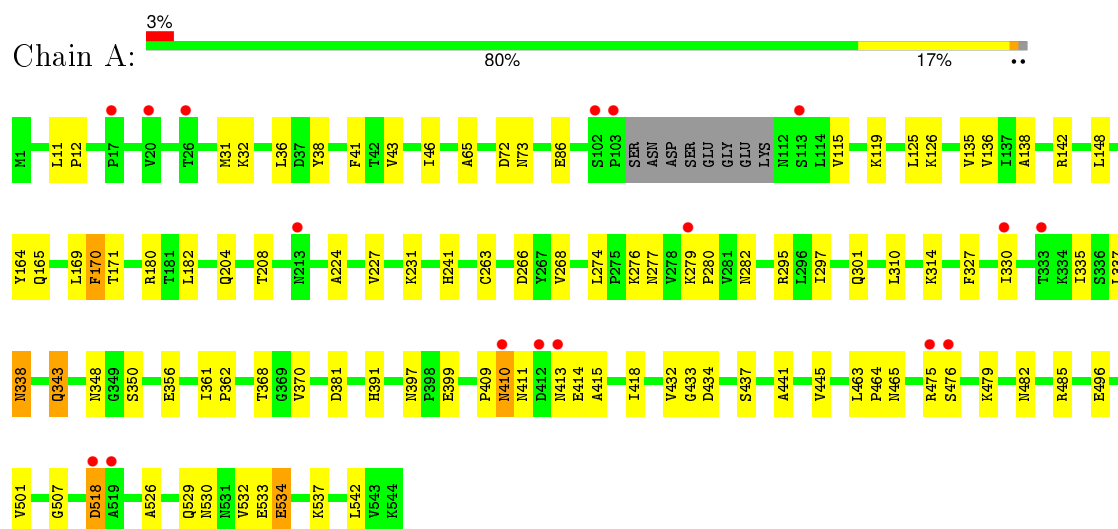 3%
Chain A:
80% 17% ••
M1 L11 P12 P17 V20 T26 M31 K32 L36 D37 Y38 F41 T42 V43 I46 A65 D72 N73 E86 S102 P103 SER ASN ASP SER GLU GLY GLU LYS N112 S113 L114 V115 K119 L125 K126 V135 V136 I137 A138 R142 L148
Y164 Q165 L169 F170 T171 R180 T181 L182 Q204 T208 N213 A224 V227 K231 H241 C263 D266 Y267 V268 L274 P275 K276 N277 V278 K279 P280 V281 N282 R295 L296 I297 Q301 L310 K314 F327 I330 T333 K334 I335 S336 L337
N338 Q343 N348 G349 S350 E356 I361 P362 T368 G369 V370 D381 H391 N397 P398 E399 P409 N410 N411 D412 N413 E414 A415 I418 V432 G433 D434 S437 A441 V445 L463 P464 N465 R475 S476 K479 N482 R485 E496
V501 G507 D518 A519 A526 Q529 N530 N531 V532 E533 E534 K537 L542 V543 K544